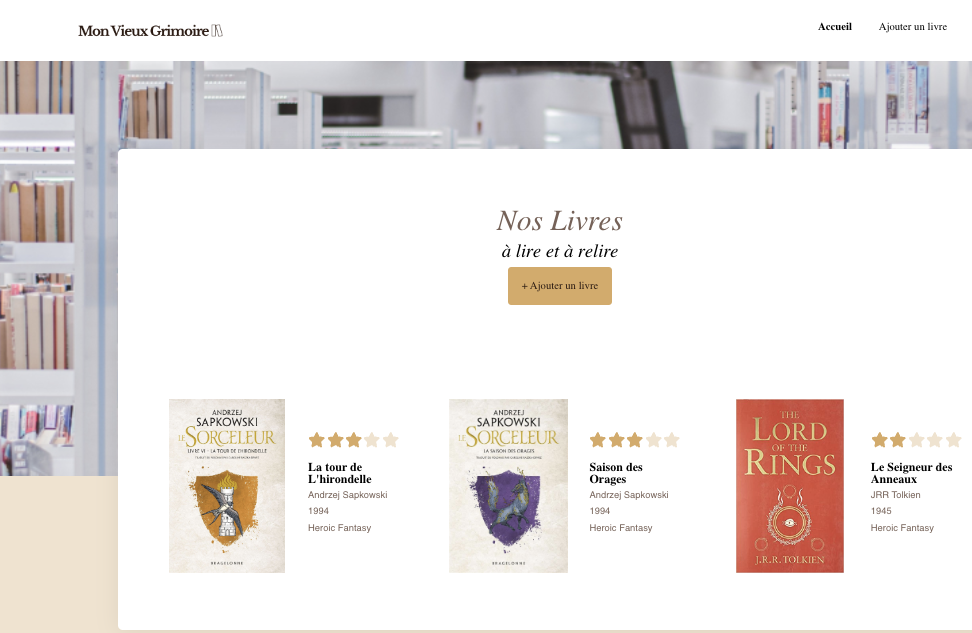 Mon Vieux Grimoire
Accueil
Ajouter un livre
Nos Livres
à lire et à relire
+ Ajouter un livre
ANDRZEJ
SAPKOWSKI
LE SORCELEUR
LIVRE VI - LA TOUR DE L'HIRONDELLE
BRAGELONNE
La tour de
L'hirondelle
Andrzej Sapkowski
1994
Heroic Fantasy
ANDRZEJ
SAPKOWSKI
LE SORCELEUR
LA SAISON DES ORAGES
BRAGELONNE
Saison des
Orages
Andrzej Sapkowski
1994
Heroic Fantasy
THE
LORD
OF THE
RINGS
J.R.R. TOLKIEN
Le Seigneur des
Anneaux
JRR Tolkien
1945
Heroic Fantasy